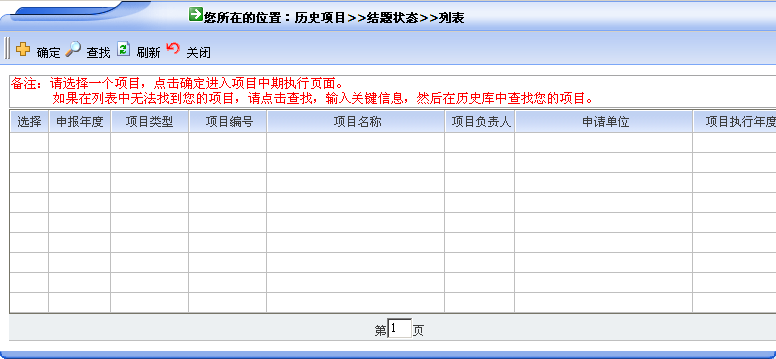 您所在的位置：历史项目>>结题状态>>列表
确定 查找 刷新 关闭
备注：请选择一个项目，点击确定进入项目中期执行页面。
如果在列表中无法找到您的项目，请点击查找，输入关键信息，然后在历史库中查找您的项目。
选择 申报年度 项目类型 项目编号 项目名称 项目负责人 申请单位 项目执行年度
第1页